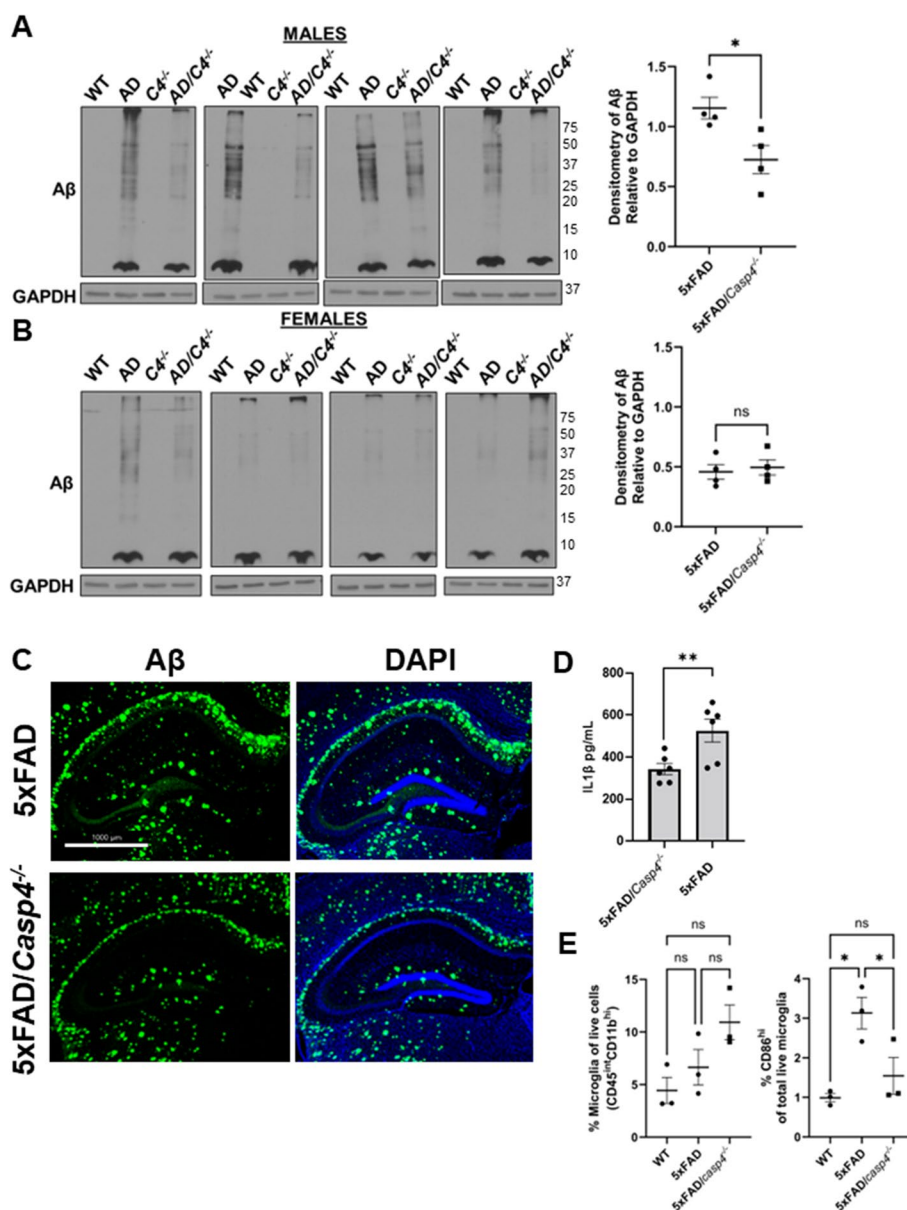 A
MALES
WT AD C4-/- AD/C4-/- AD WT C4-/- AD/C4-/- WT AD C4-/- AD/C4-/- WT AD C4-/- AD/C4-/-
Aβ
75
50
37
25
20
15
10
GAPDH
37
*
Densitometry of Aβ
Relative to GAPDH
1.5
1.0
0.5
0.0
5xFAD
5xFAD/Casp4-/-
B
FEMALES
WT AD C4-/- AD/C4-/- WT AD C4-/- AD/C4-/- WT AD C4-/- AD/C4-/- WT AD C4-/- AD/C4-/-
Aβ
75
50
37
25
20
15
10
GAPDH
37
ns
Densitometry of Aβ
Relative to GAPDH
1.5
1.0
0.5
0.0
5xFAD
5xFAD/Casp4-/-
C
Aβ
DAPI
5xFAD
1000 μm
5xFAD/Casp4-/-
D
**
IL1β pg/mL
800
600
400
200
0
5xFAD/Casp4-/-
5xFAD
E
ns
ns
ns
% Microglia of live cells
(CD45intCD11bhi)
15
10
5
0
WT
5xFAD
5xFAD/casp4-/-
ns
*
*
% CD86hi
of total live microglia
4
3
2
1
0
WT
5xFAD
5xFAD/casp4-/-